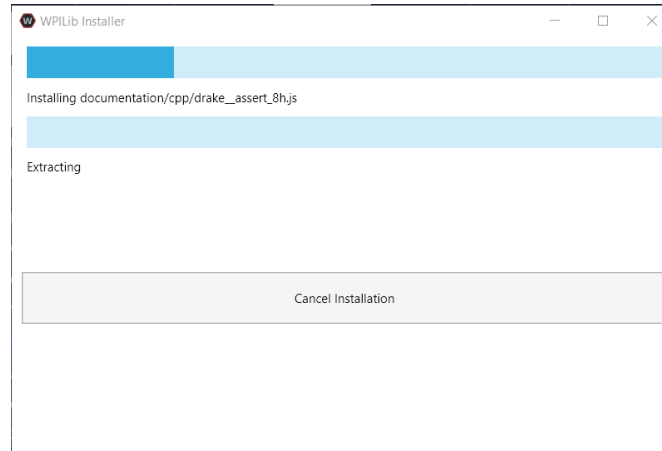 W WPILib Installer
Installing documentation/cpp/drake__assert_8h.js
Extracting
Cancel Installation